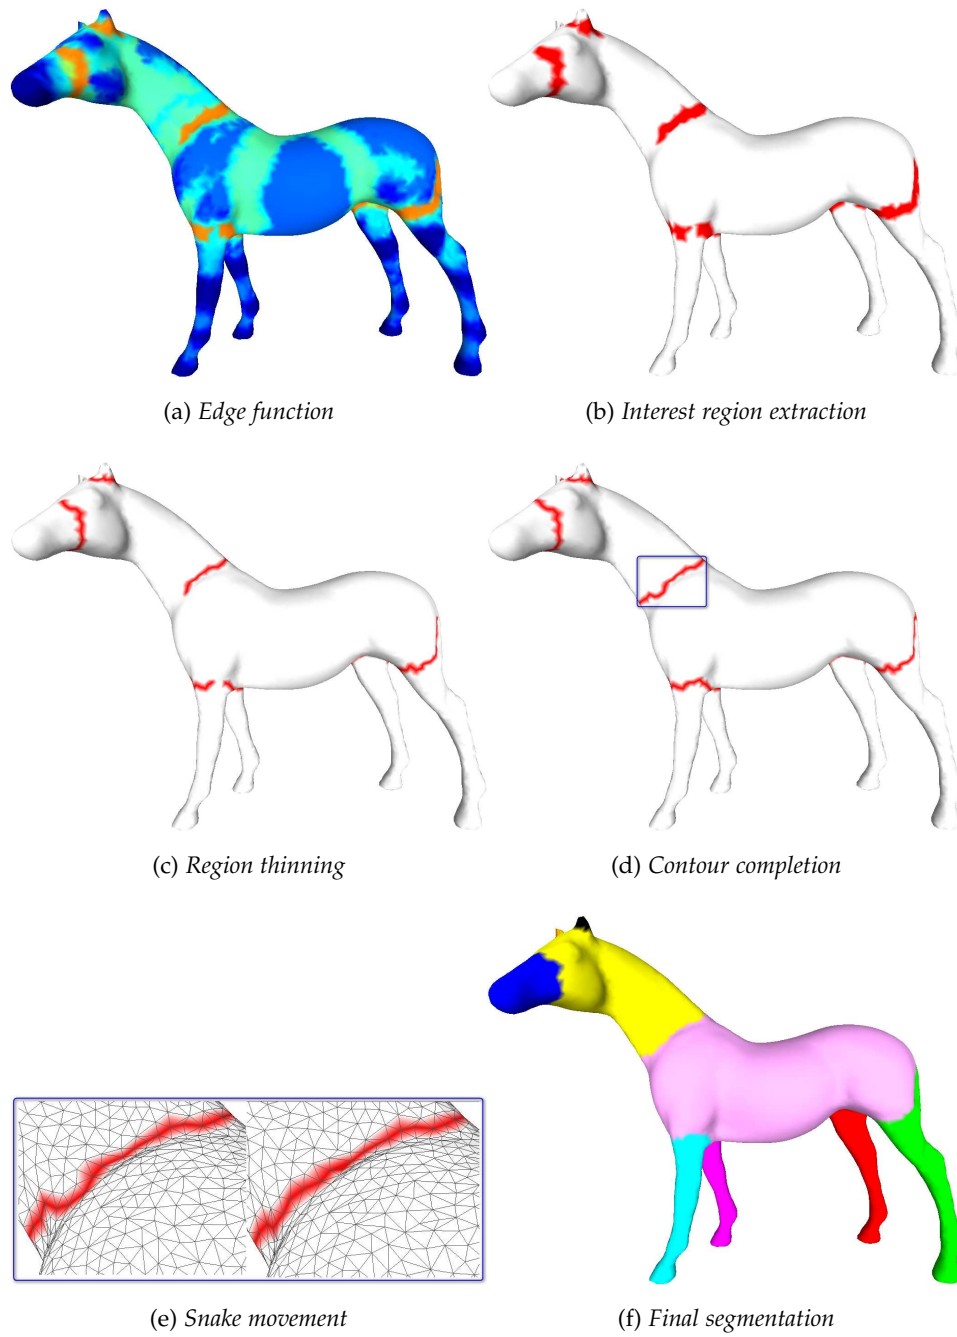 (a) Edge function
(b) Interest region extraction
(c) Region thinning
(d) Contour completion
(e) Snake movement
(f) Final segmentation